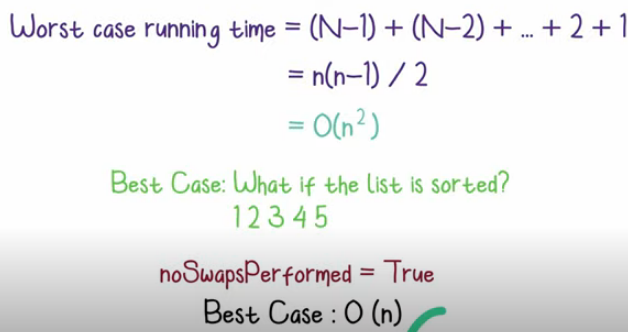 Worst case running time = (N-1) + (N-2) + ... + 2 + 1
= n(n-1) / 2
= O(n²)
Best Case: What if the list is sorted?
1 2 3 4 5
noSwapsPerformed = True
Best Case : O (n)